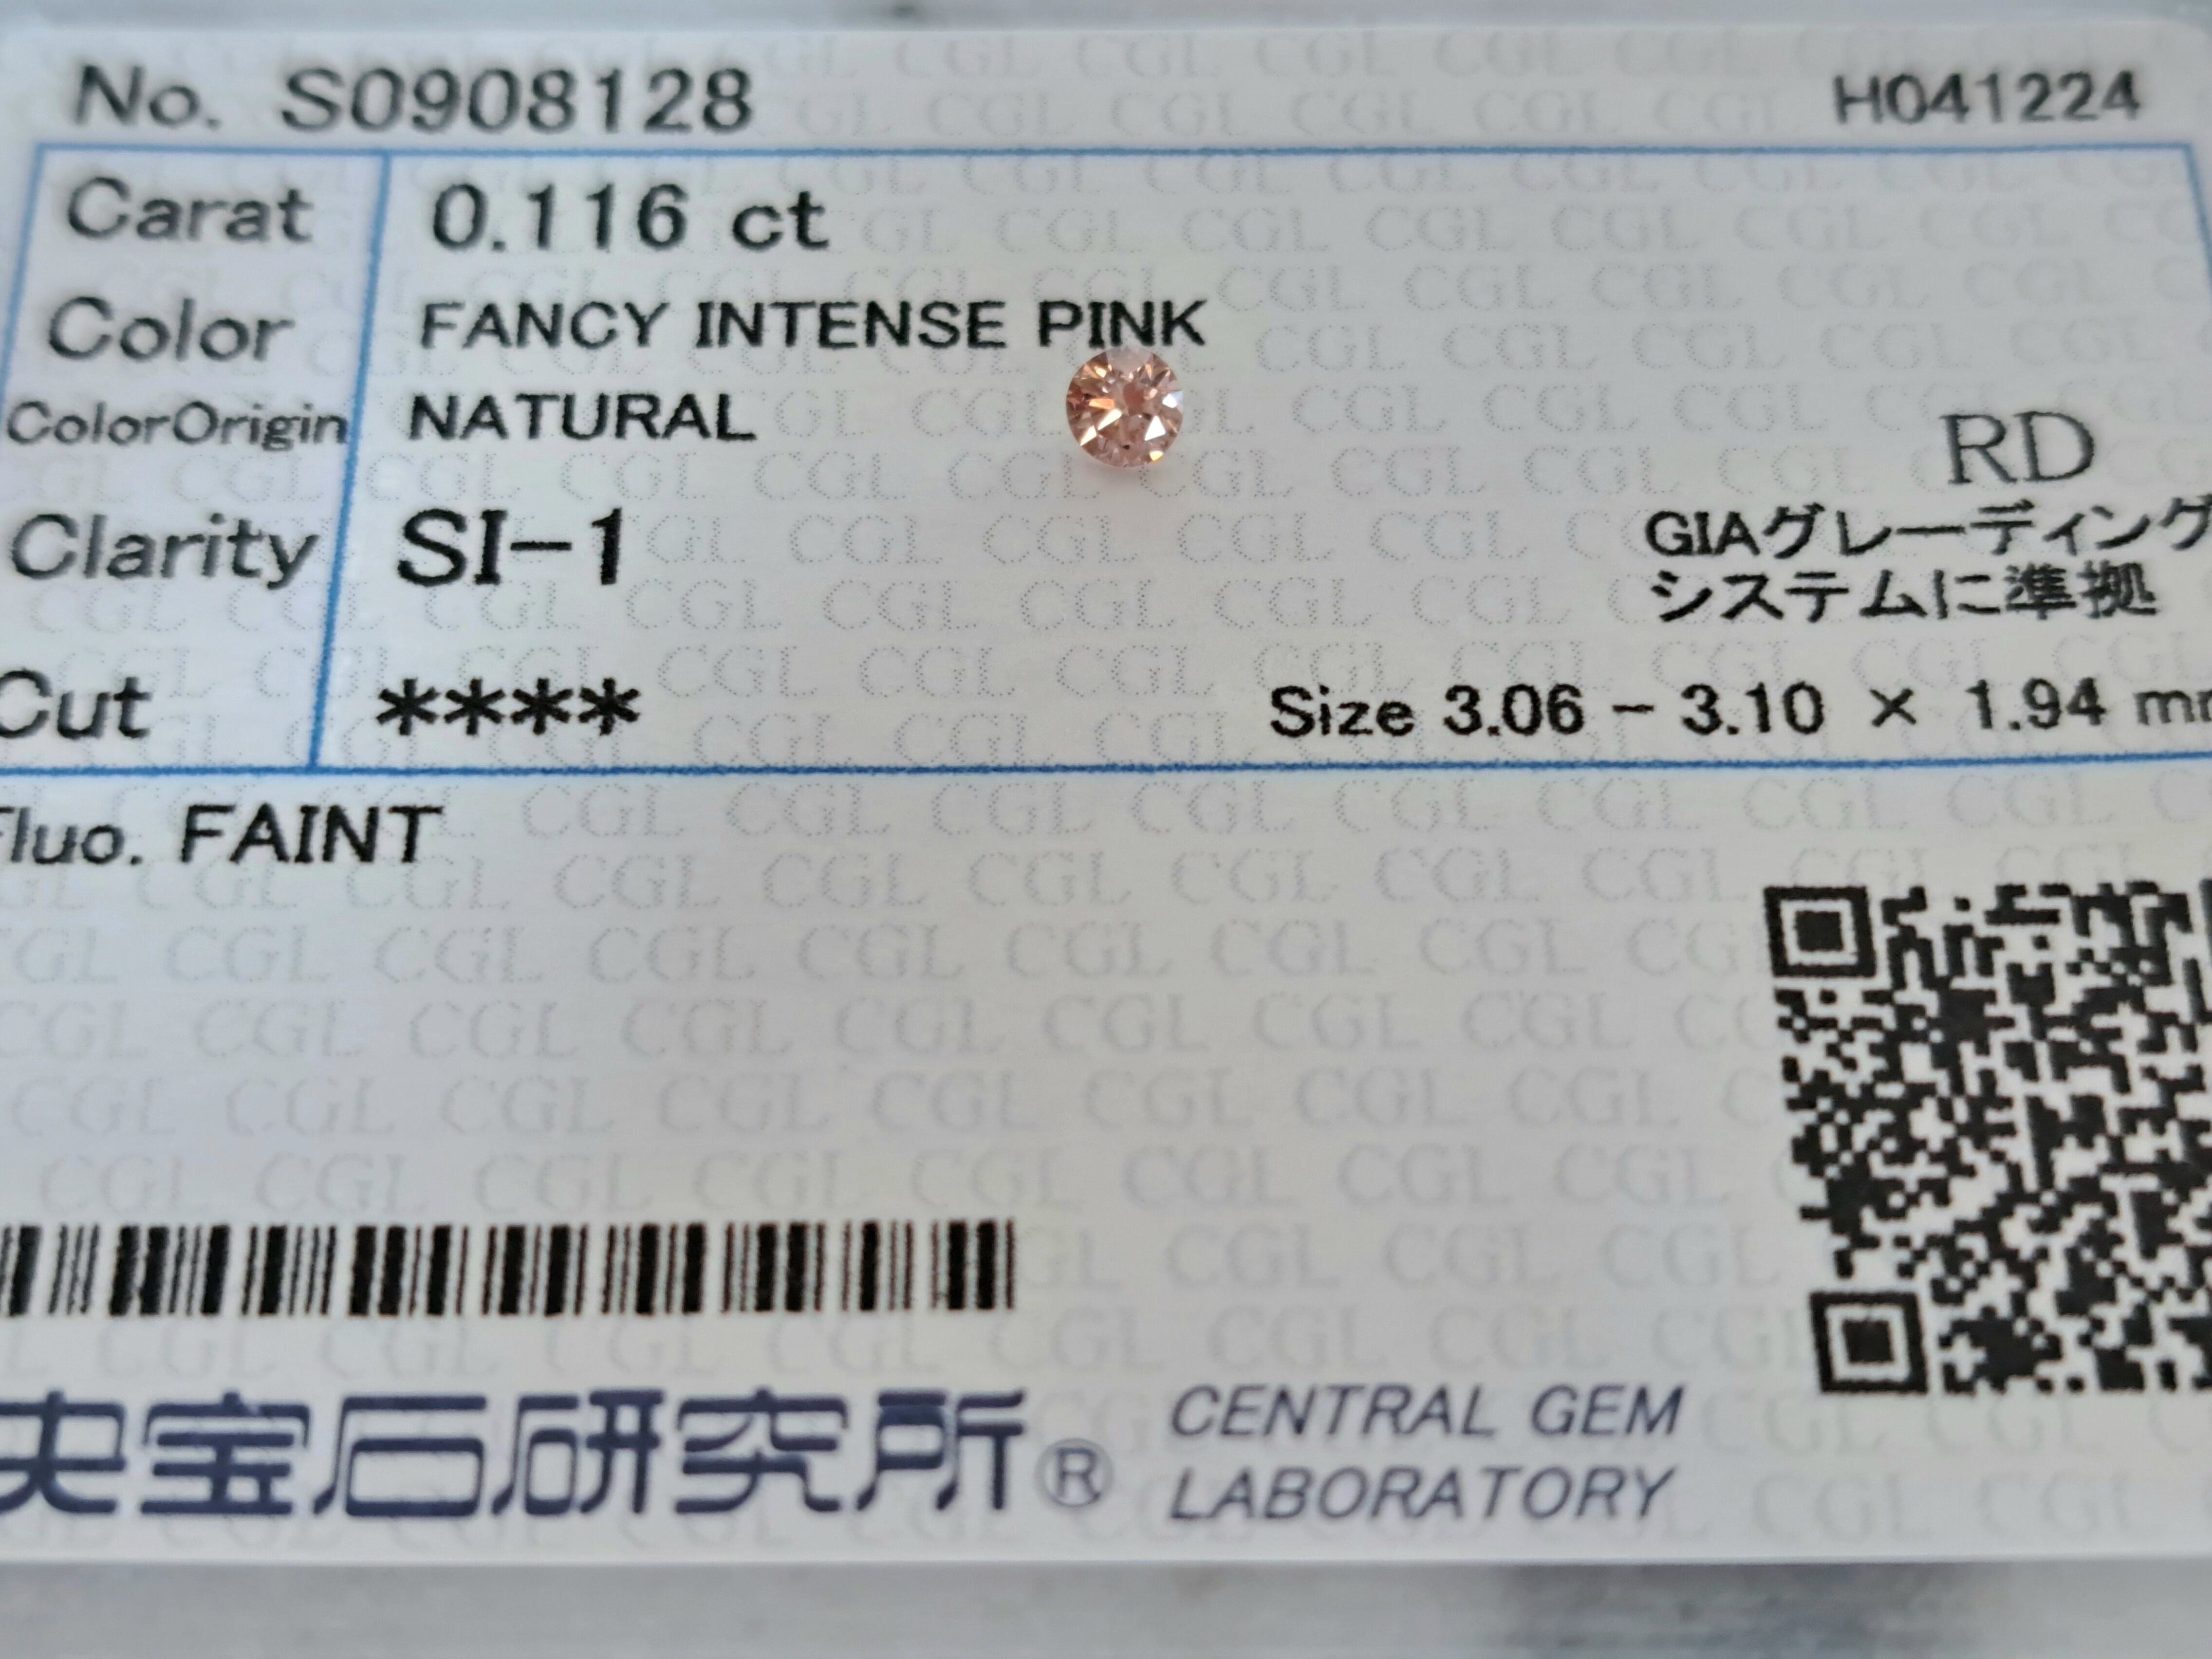 No. S0908128 H041224
Carat 0.116 ct
Color FANCY INTENSE PINK
ColorOrigin NATURAL
RD
Clarity SI-1
GIAグレーディング
システムに準拠
Cut ****
Size 3.06 - 3.10 × 1.94 mm
Fluo. FAINT
央宝石研究所®
CENTRAL GEM
LABORATORY